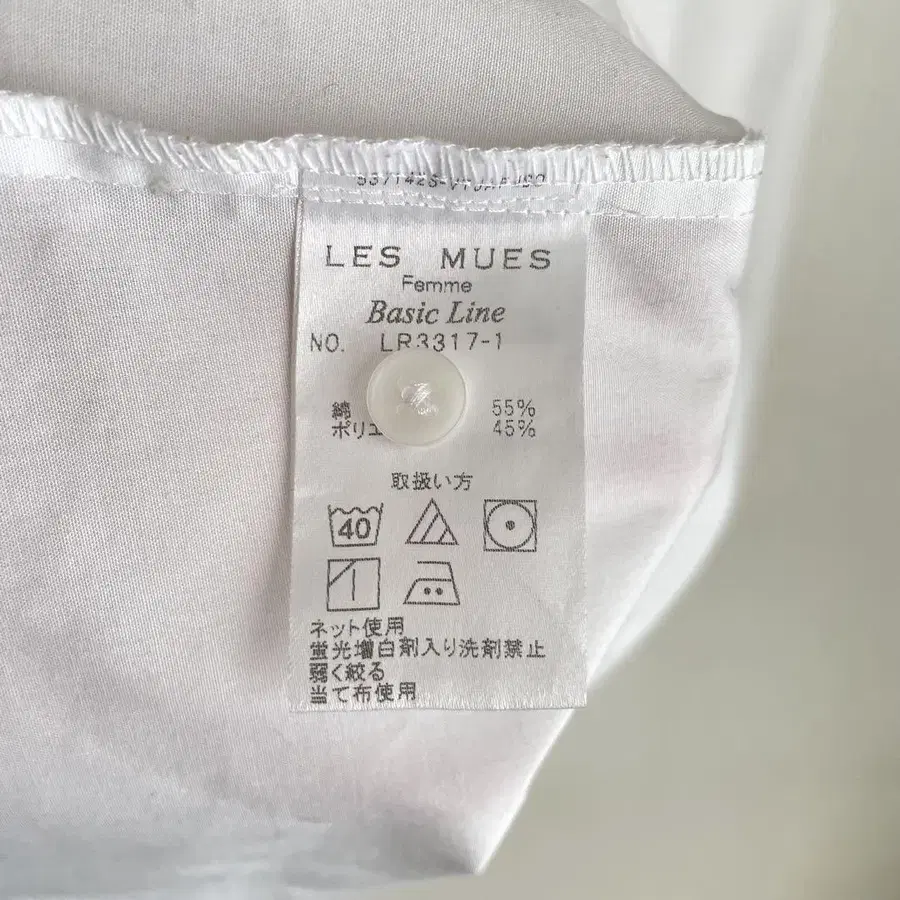 LES MUES
Femme
Basic Line
NO. LR3317-1
綿 55%
ポリエ 45%
取扱い方
40
ネット使用
蛍光増白剤入り洗剤禁止
弱く絞る
当て布使用